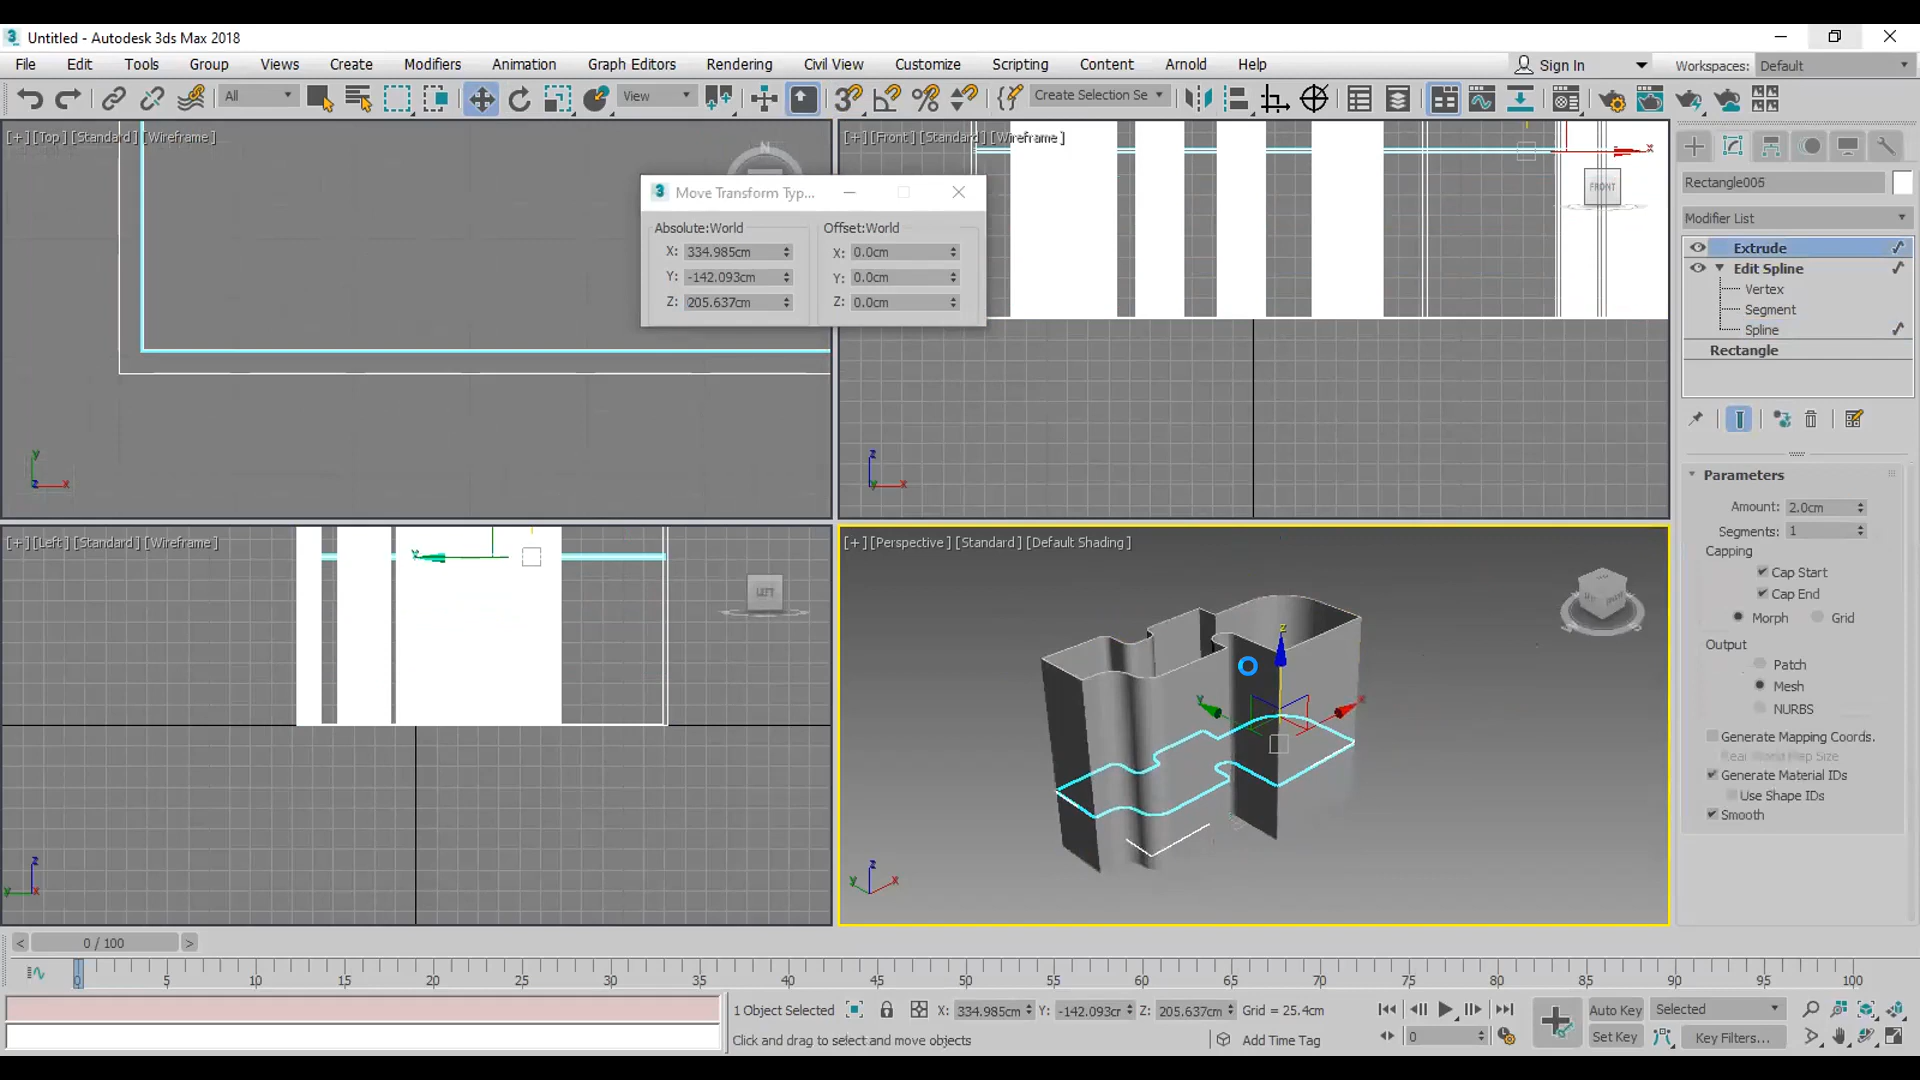 Untitled - Autodesk 3ds Max 2018
File Edit Tools Group Views Create Modifiers Animation Graph Editors Rendering Civil View Customize Scripting Content Arnold Help
Sign In Workspaces: Default
All View Create Selection Se
[+] [Top] [Standard] [Wireframe]
N
[+] [Front] [Standard] [Wireframe]
x
FRONT
Move Transform Typ...
Absolute:World Offset:World
X: 334.985cm X: 0.0cm
Y: -142.093cm Y: 0.0cm
Z: 205.637cm Z: 0.0cm
Rectangle005
Modifier List
Extrude
Edit Spline
Vertex
Segment
Spline
Rectangle
Parameters
Amount: 2.0cm
Segments: 1
Capping
Cap Start
Cap End
Morph Grid
Output
Patch
Mesh
NURBS
Generate Mapping Coords.
Real-World Map Size
Generate Material IDs
Use Shape IDs
Smooth
y
z x
z
y x
[+] [Left] [Standard] [Wireframe]
LEFT
z
y x
[+] [Perspective] [Standard] [Default Shading]
z
y x
z
y x
< 0 / 100 >
0 5 10 15 20 25 30 35 40 45 50 55 60 65 70 75 80 85 90 95 100
1 Object Selected X: 334.985cm Y: -142.093cr Z: 205.637cm Grid = 25.4cm
Click and drag to select and move objects
Add Time Tag
0
Auto Key Selected
Set Key Key Filters...